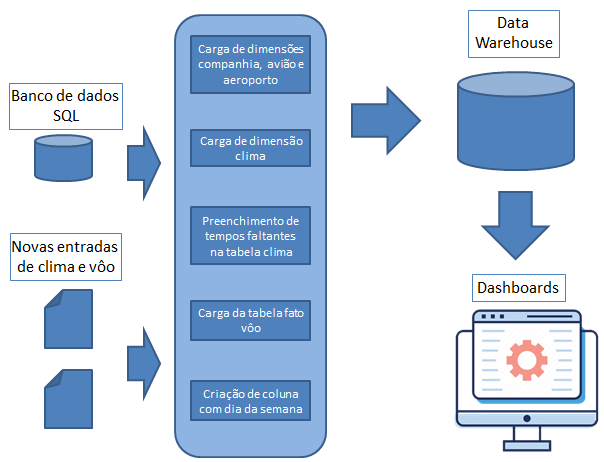 Banco de dados
SQL
Novas entradas
de clima e vôo
Carga de dimensões
companhia, avião e
aeroporto
Carga de dimensão
clima
Preenchimento de
tempos faltantes
na tabela clima
Carga da tabela fato
vôo
Criação de coluna
com dia da semana
Data
Warehouse
Dashboards